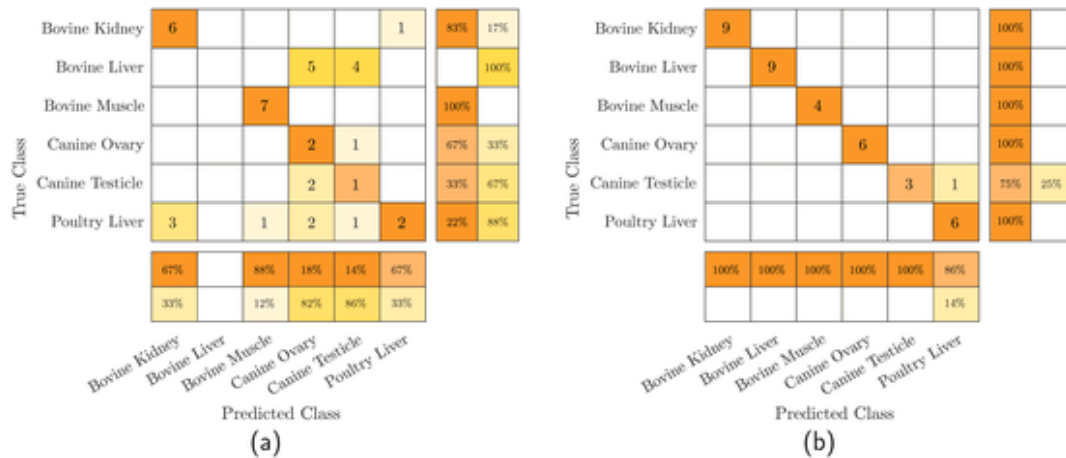 Bovine Kidney 6 1 83% 17%
Bovine Liver 5 4 100%
Bovine Muscle 7 100%
Canine Ovary 2 1 67% 33%
Canine Testicle 2 1 33% 67%
Poultry Liver 3 1 2 1 2 22% 88%
True Class
67% 88% 18% 14% 67%
33% 12% 82% 86% 33%
Bovine Kidney
Bovine Liver
Bovine Muscle
Canine Ovary
Canine Testicle
Poultry Liver
Predicted Class
(a)
Bovine Kidney 9 100%
Bovine Liver 9 100%
Bovine Muscle 4 100%
Canine Ovary 6 100%
Canine Testicle 3 1 75% 25%
Poultry Liver 6 100%
True Class
100% 100% 100% 100% 100% 86%
14%
Bovine Kidney
Bovine Liver
Bovine Muscle
Canine Ovary
Canine Testicle
Poultry Liver
Predicted Class
(b)